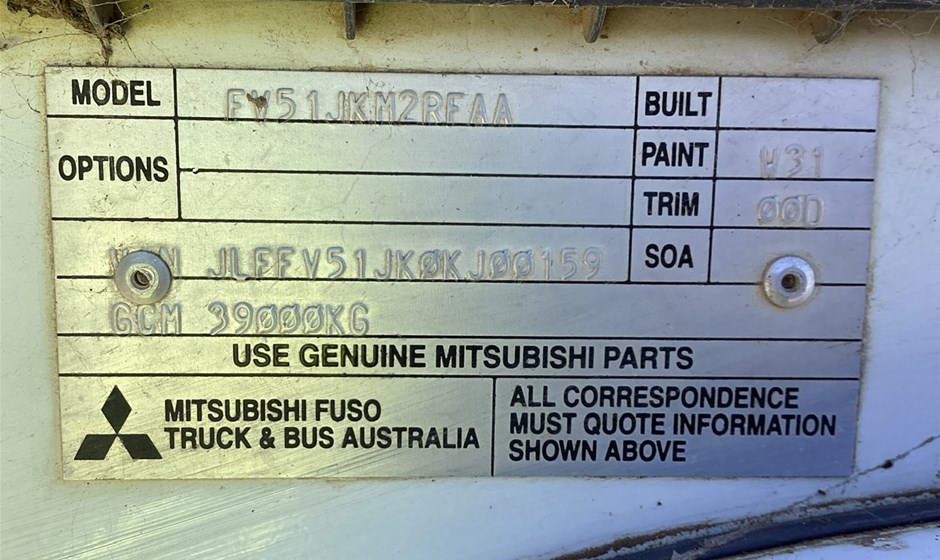 MODEL FV51JKM2RFAA BUILT
OPTIONS PAINT W31
TRIM 00D
VIN JLFFV51JK0KJ00159 SOA
GCM 39000KG
USE GENUINE MITSUBISHI PARTS
MITSUBISHI FUSO
TRUCK & BUS AUSTRALIA
ALL CORRESPONDENCE
MUST QUOTE INFORMATION
SHOWN ABOVE